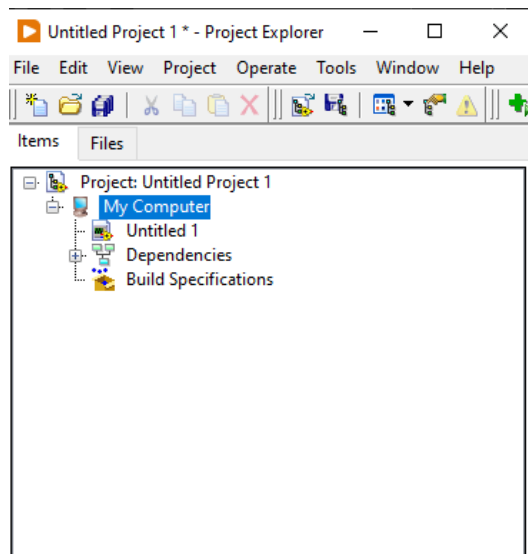 Untitled Project 1 * - Project Explorer
File Edit View Project Operate Tools Window Help
Items Files
Project: Untitled Project 1
My Computer
Untitled 1
Dependencies
Build Specifications